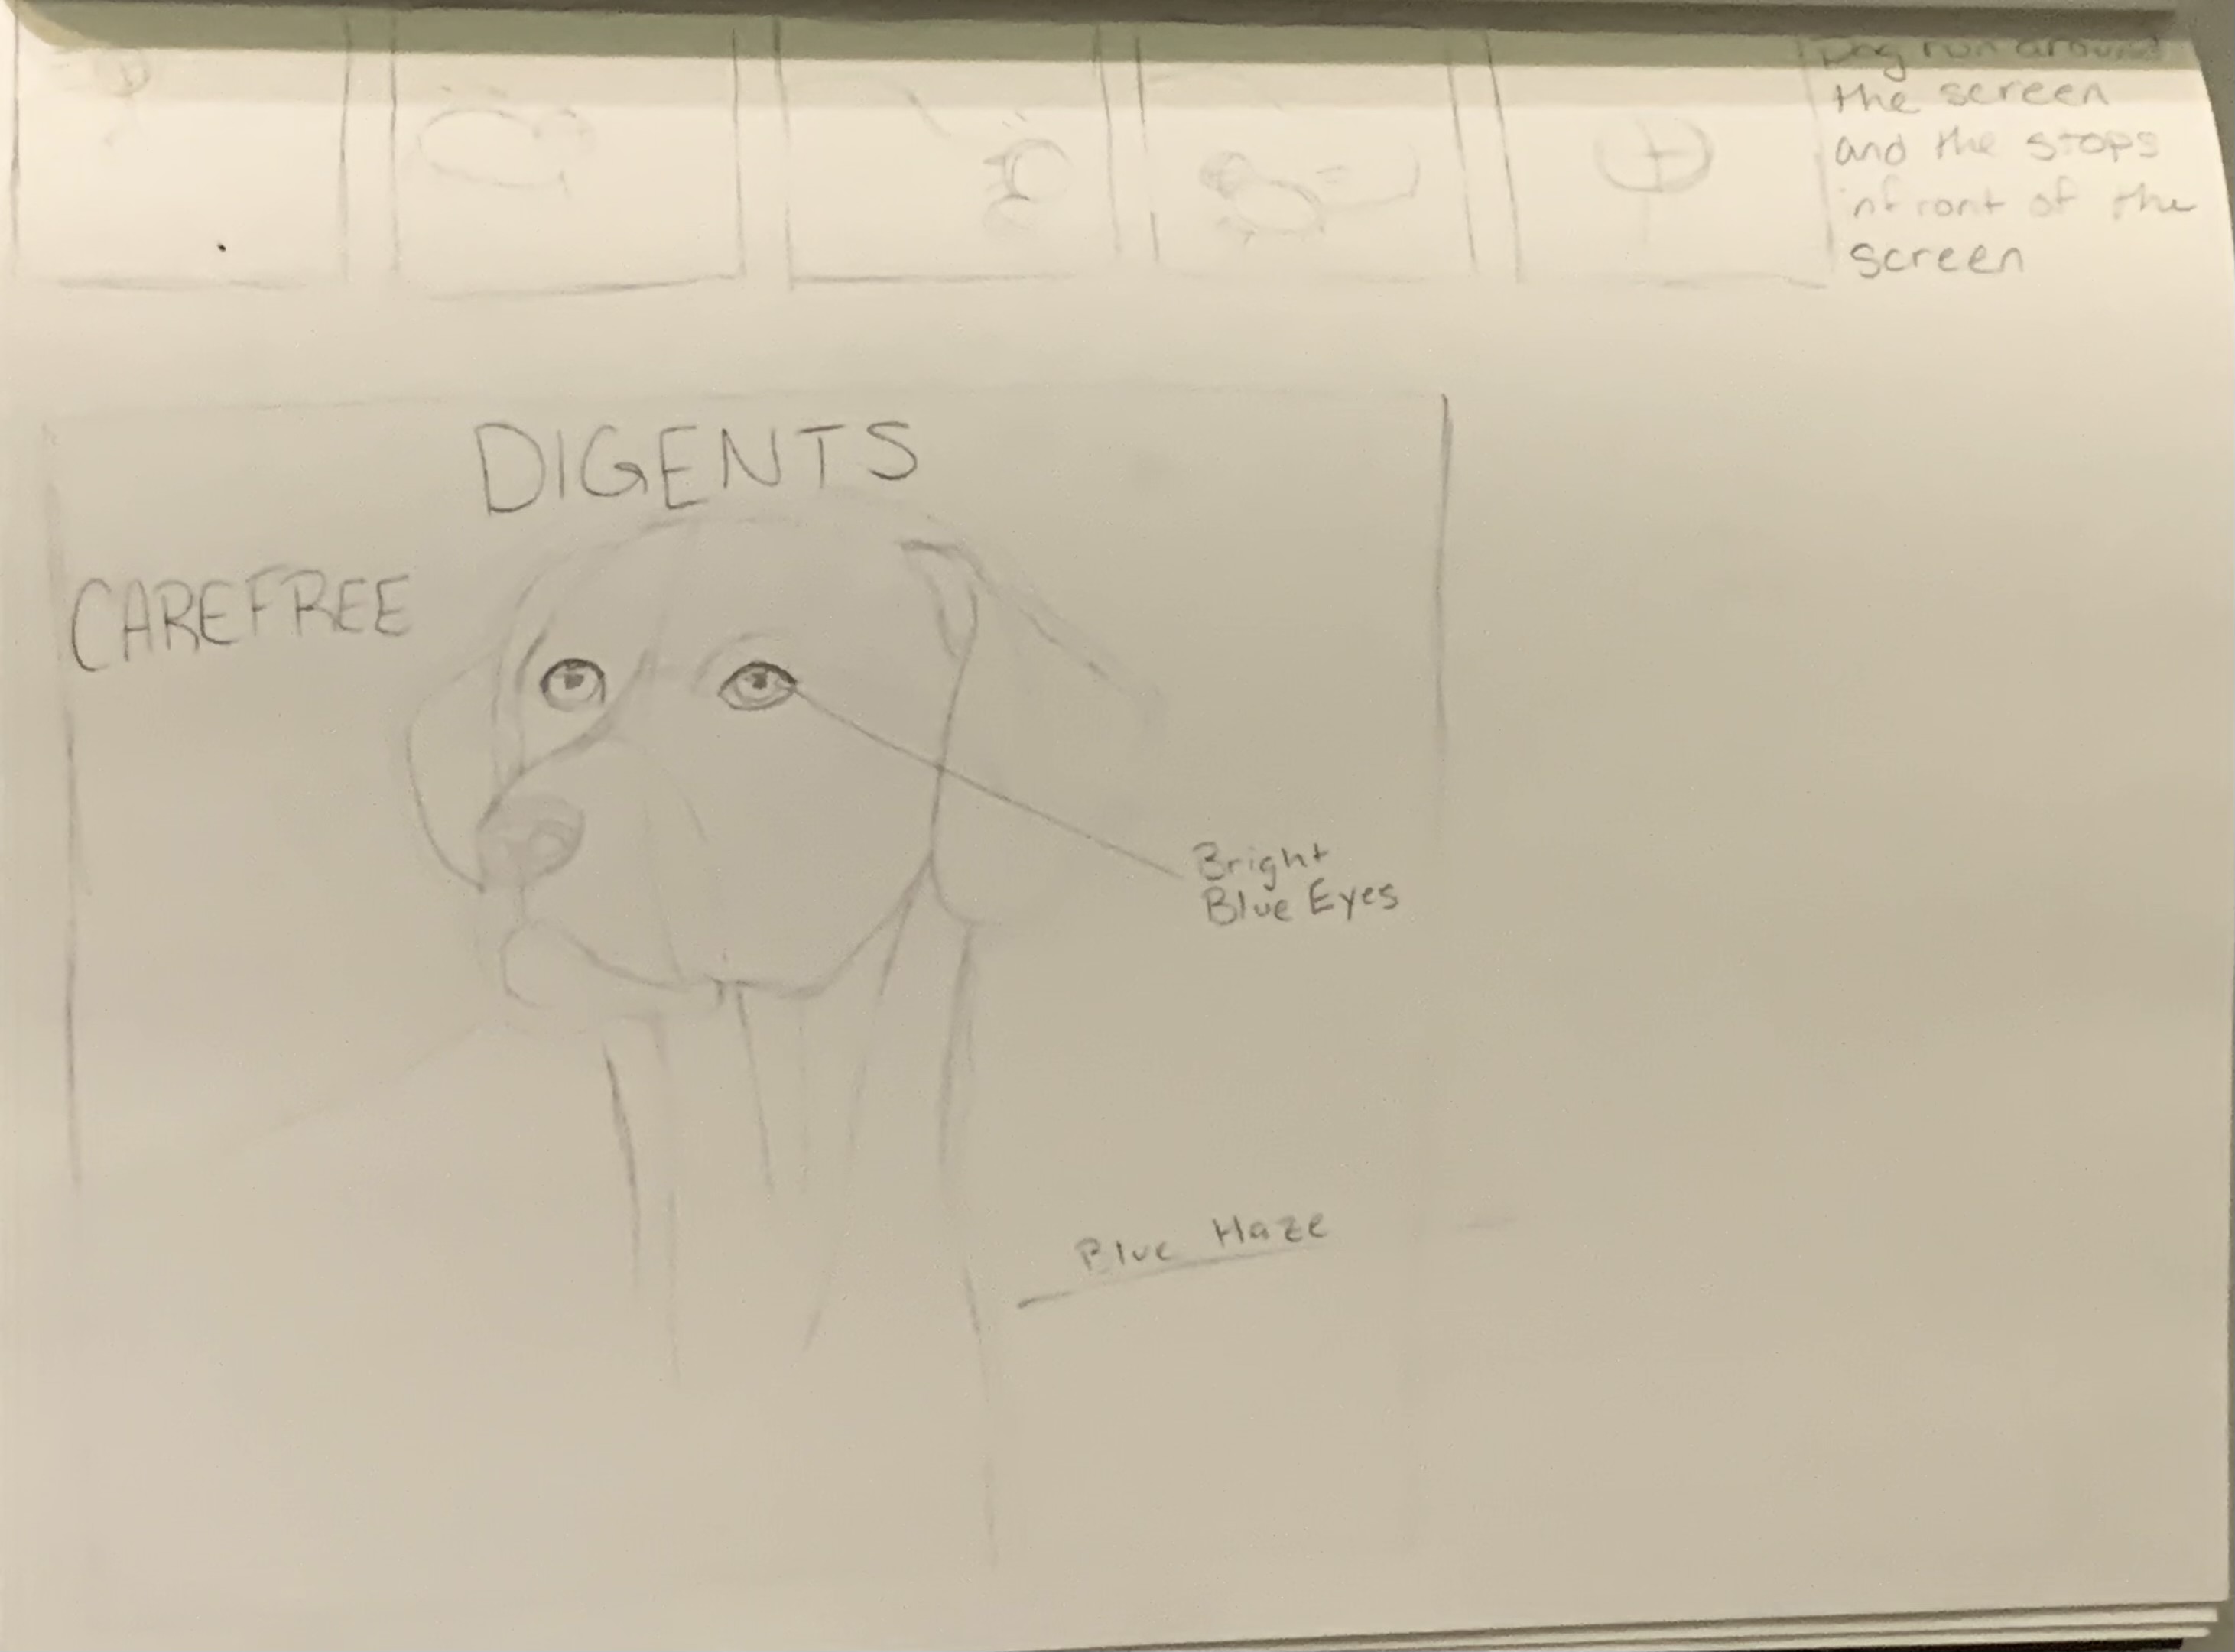 Dog run around
the screen
and the stops
infront of the
screen
DIGENTS
CAREFREE
Bright
Blue Eyes
Blue Haze